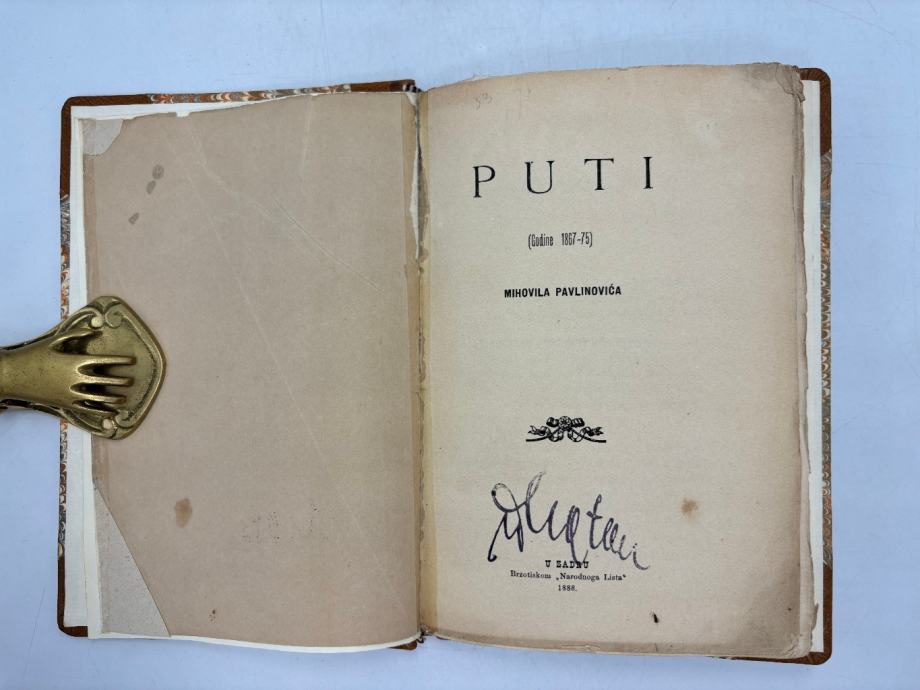 PUTI
(Godine 1867-75)
MIHOVILA PAVLINOVIĆA
U ZADRU
Brzotiskom „Narodnoga Lista“
1888.